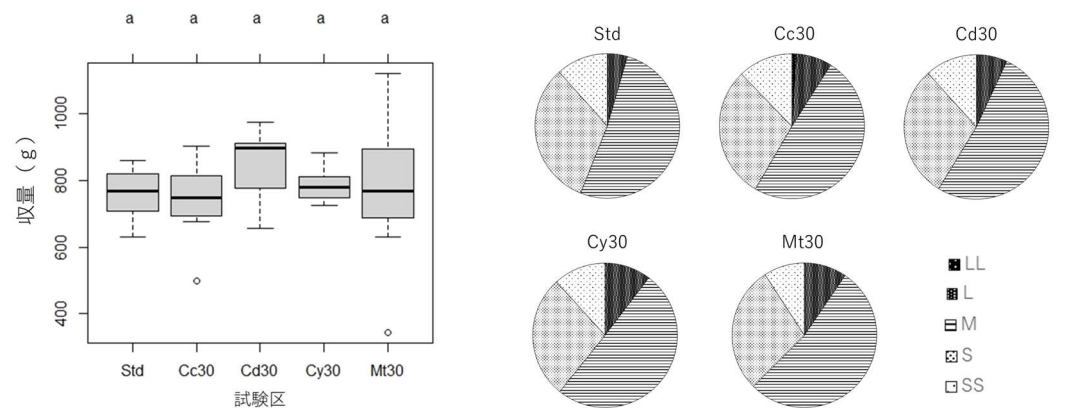 a a a a a
収量（g）
1000
800
600
400
Std Cc30 Cd30 Cy30 Mt30
試験区
Std Cc30 Cd30
Cy30 Mt30
LL
L
M
S
SS